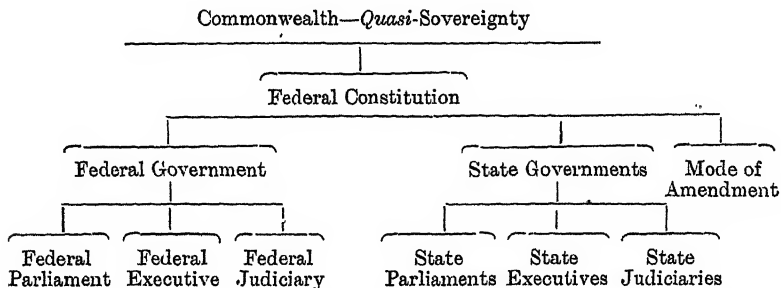 Commonwealth—Quasi-Sovereignty
Federal Constitution
Federal Government State Governments Mode of
Amendment
Federal Federal Federal State State State
Parliament Executive Judiciary Parliaments Executives Judiciaries